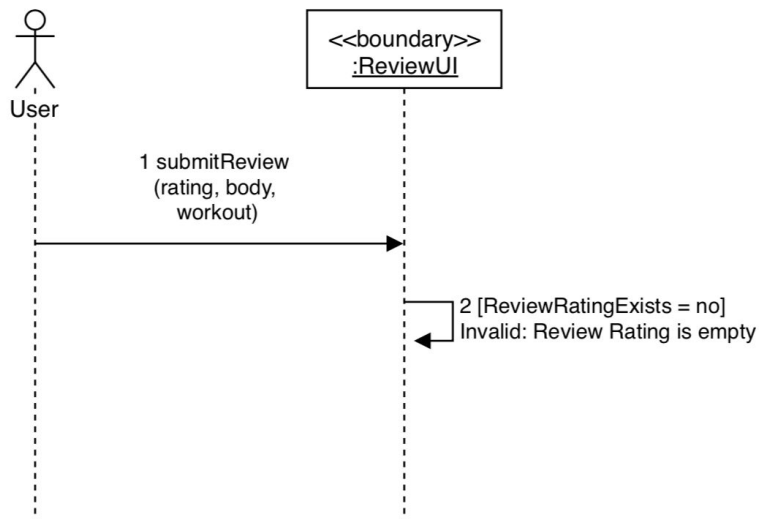 <<boundary>>
:ReviewUI
User
1 submitReview
(rating, body,
workout)
2 [ReviewRatingExists = no]
Invalid: Review Rating is empty